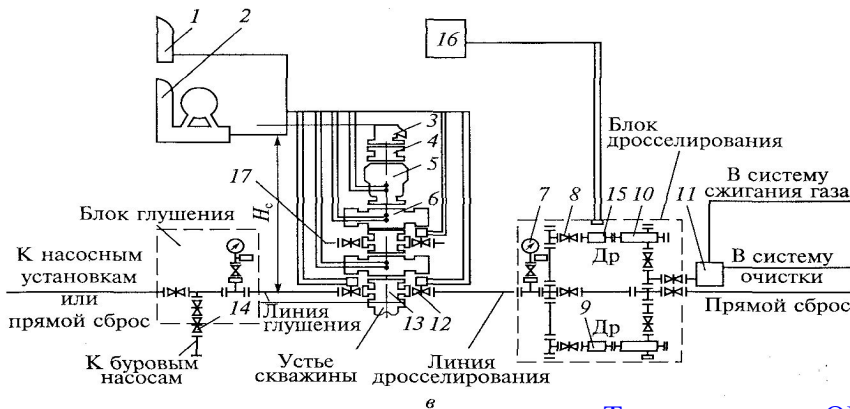 1
2
16
3
4
5
6
17
Hс
Блок глушения
К насосным
установкам
или
прямой сброс
14
К буровым
насосам
Линия
глушения
Устье
скважины
13
12
Линия
дросселирования
Блок
дросселирования
7
8
15
10
11
Др
9
Др
В систему
сжигания газа
В систему
очистки
Прямой сброс
в